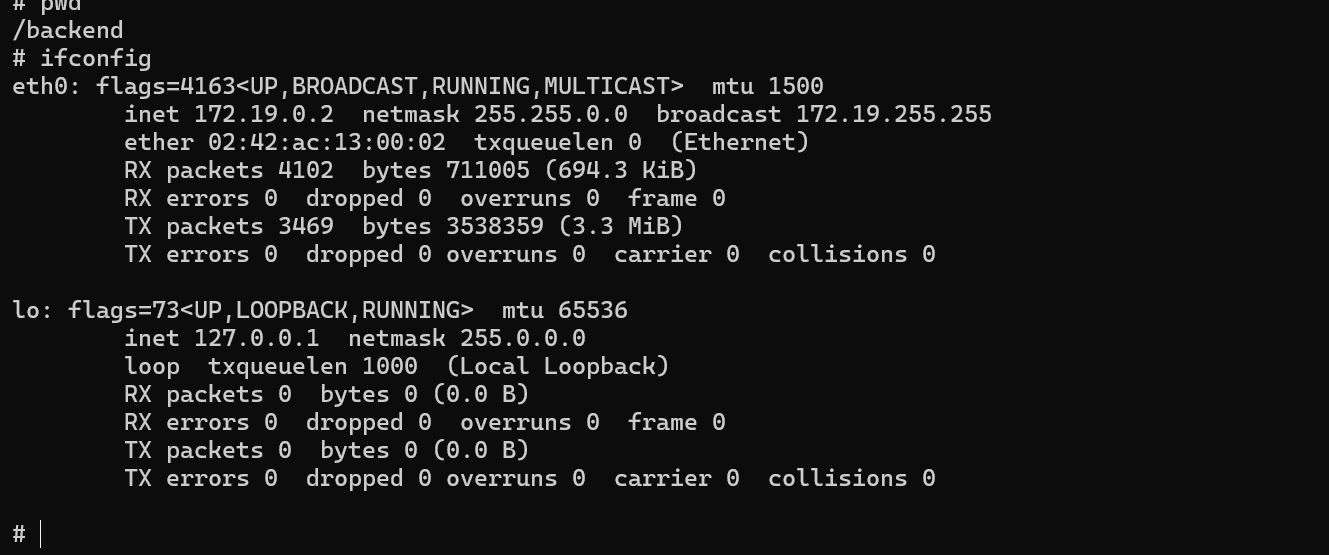 # pwd
/backend
# ifconfig
eth0: flags=4163<UP,BROADCAST,RUNNING,MULTICAST>  mtu 1500
        inet 172.19.0.2  netmask 255.255.0.0  broadcast 172.19.255.255
        ether 02:42:ac:13:00:02  txqueuelen 0  (Ethernet)
        RX packets 4102  bytes 711005 (694.3 KiB)
        RX errors 0  dropped 0  overruns 0  frame 0
        TX packets 3469  bytes 3538359 (3.3 MiB)
        TX errors 0  dropped 0 overruns 0  carrier 0  collisions 0

lo: flags=73<UP,LOOPBACK,RUNNING>  mtu 65536
        inet 127.0.0.1  netmask 255.0.0.0
        loop  txqueuelen 1000  (Local Loopback)
        RX packets 0  bytes 0 (0.0 B)
        RX errors 0  dropped 0  overruns 0  frame 0
        TX packets 0  bytes 0 (0.0 B)
        TX errors 0  dropped 0 overruns 0  carrier 0  collisions 0

#